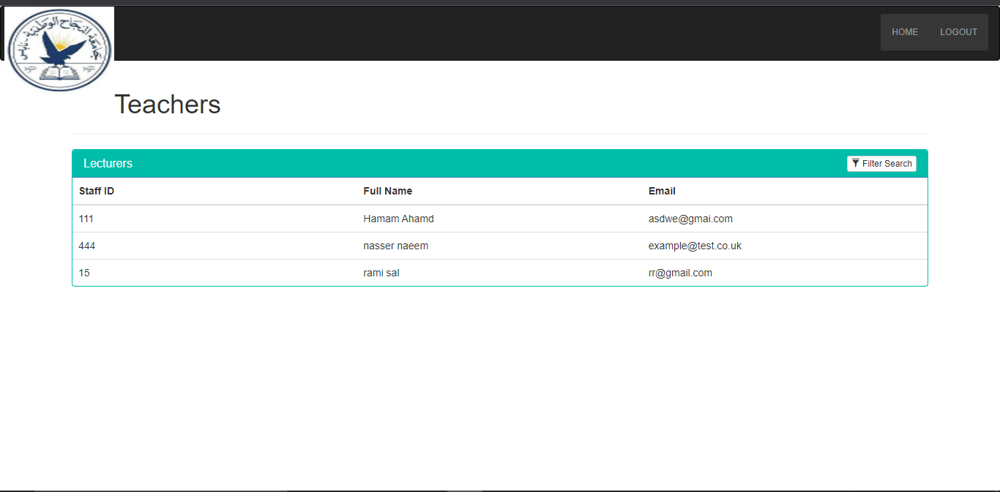 جامعة النجاح الوطنية - نابلس
HOME LOGOUT
Teachers
Lecturers Filter Search
Staff ID Full Name Email
111 Hamam Ahamd asdwe@gmai.com
444 nasser naeem example@test.co.uk
15 rami sal rr@gmail.com